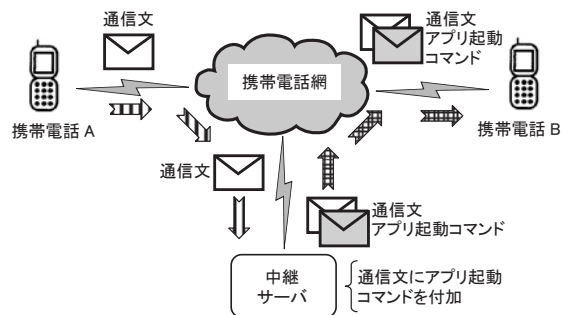 通信文
通信文
アプリ起動
コマンド
携帯電話網
携帯電話 A
携帯電話 B
通信文
通信文
アプリ起動コマンド
中継
サーバ
通信文にアプリ起動
コマンドを付加